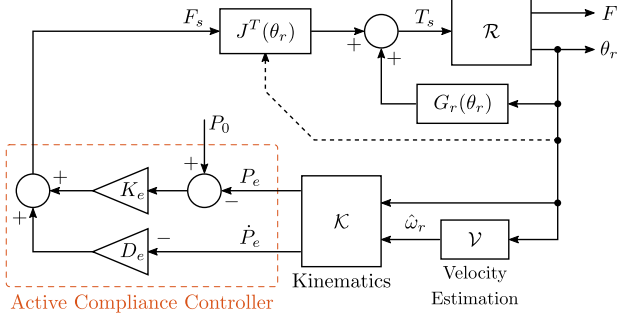 F_s
J^T(θ_r)
T_s
ℛ
F
θ_r
+
+
G_r(θ_r)
P_0
+
K_e
+
P_e
−
𝒦
ω̂_r
𝒱
+
D_e
−
Ṗ_e
Kinematics
Velocity
Estimation
Active Compliance Controller